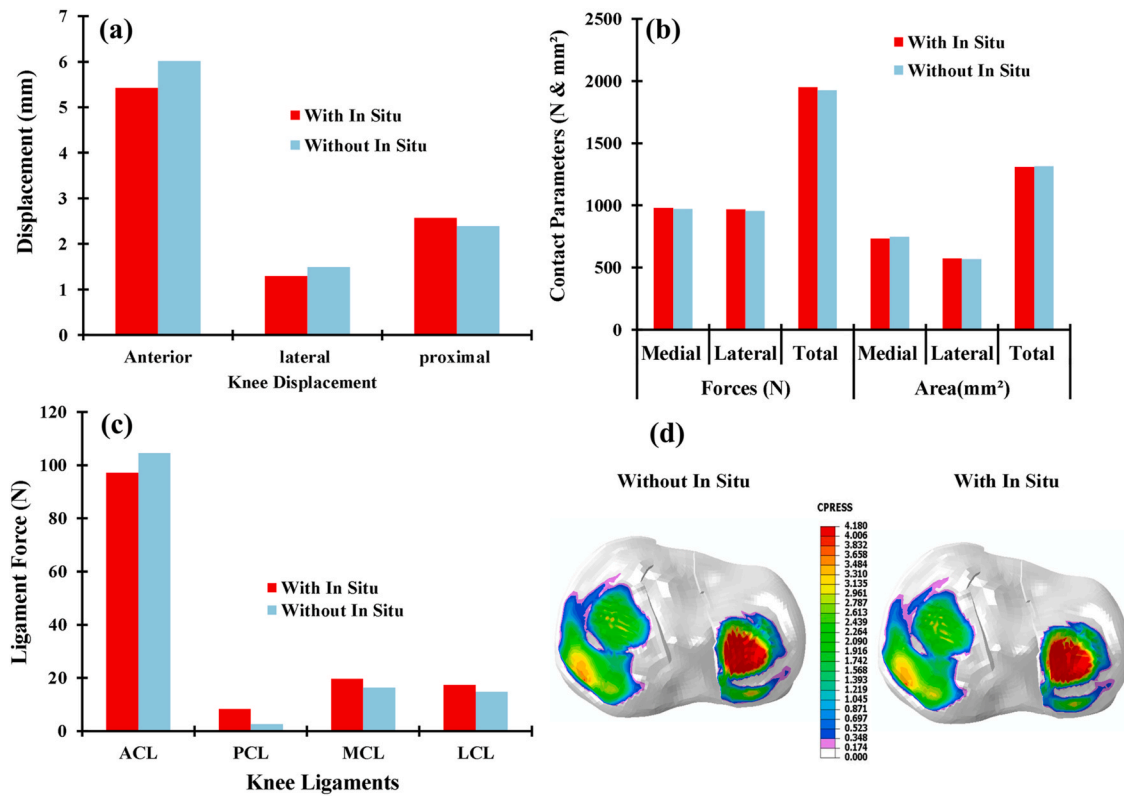 (a)
7
6
5
4
3
2
1
0
Displacement (mm)
With In Situ
Without In Situ
Anterior lateral proximal
Knee Displacement
(b)
2500
2000
1500
1000
500
0
Contact Parameters (N & mm²)
With In Situ
Without In Situ
Medial Lateral Total Medial Lateral Total
Forces (N) Area(mm²)
(c)
120
100
80
60
40
20
0
Ligament Force (N)
With In Situ
Without In Situ
ACL PCL MCL LCL
Knee Ligaments
(d)
Without In Situ With In Situ
CPRESS
4.180
4.006
3.832
3.658
3.484
3.310
3.135
2.961
2.787
2.613
2.439
2.264
2.090
1.916
1.742
1.568
1.393
1.219
1.045
0.871
0.697
0.523
0.348
0.174
0.000